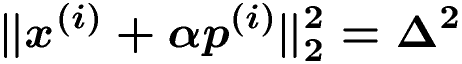 ||x^{(i)} + αp^{(i)}||_2^2 = Δ^2